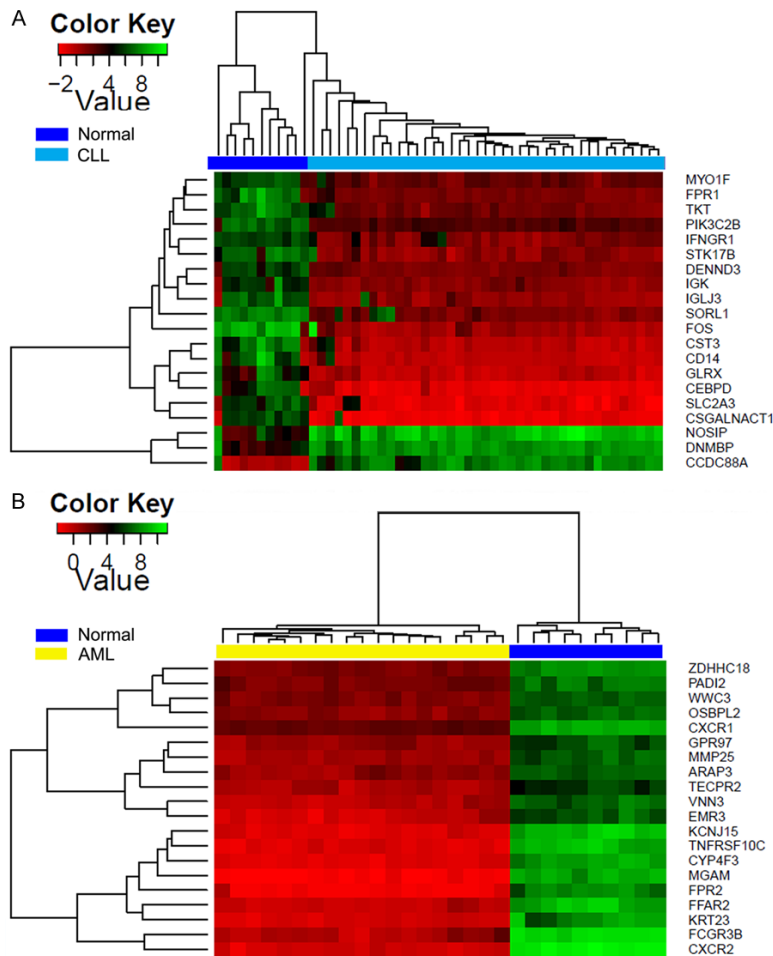 A
Color Key
−2 4 8
Value
Normal
CLL
MYO1F
FPR1
TKT
PIK3C2B
IFNGR1
STK17B
DENND3
IGK
IGLJ3
SORL1
FOS
CST3
CD14
GLRX
CEBPD
SLC2A3
CSGALNACT1
NOSIP
DNMBP
CCDC88A
B
Color Key
0 4 8
Value
Normal
AML
ZDHHC18
PADI2
WWC3
OSBPL2
CXCR1
GPR97
MMP25
ARAP3
TECPR2
VNN3
EMR3
KCNJ15
TNFRSF10C
CYP4F3
MGAM
FPR2
FFAR2
KRT23
FCGR3B
CXCR2